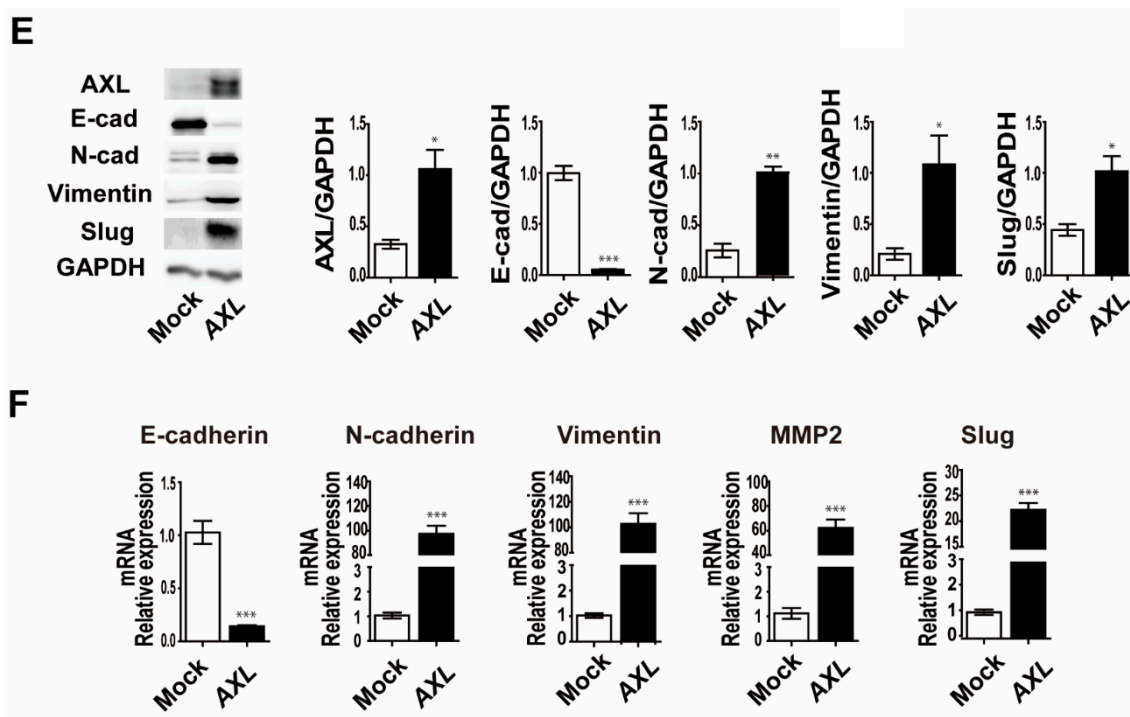 E
AXL
E-cad
N-cad
Vimentin
Slug
GAPDH
Mock AXL
AXL/GAPDH
1.5
1.0
0.5
0.0
*
Mock AXL
E-cad/GAPDH
1.5
1.0
0.5
0.0
***
Mock AXL
N-cad/GAPDH
1.5
1.0
0.5
0.0
**
Mock AXL
Vimentin/GAPDH
1.5
1.0
0.5
0.0
*
Mock AXL
Slug/GAPDH
1.5
1.0
0.5
0.0
*
Mock AXL
F
E-cadherin
mRNA
Relative expression
1.5
1.0
0.5
0.0
***
Mock AXL
N-cadherin
mRNA
Relative expression
140
120
100
80
3
2
1
0
***
Mock AXL
Vimentin
mRNA
Relative expression
140
120
100
80
3
2
1
0
***
Mock AXL
MMP2
mRNA
Relative expression
100
80
60
40
3
2
1
0
***
Mock AXL
Slug
mRNA
Relative expression
25
20
15
10
3
2
1
0
***
Mock AXL